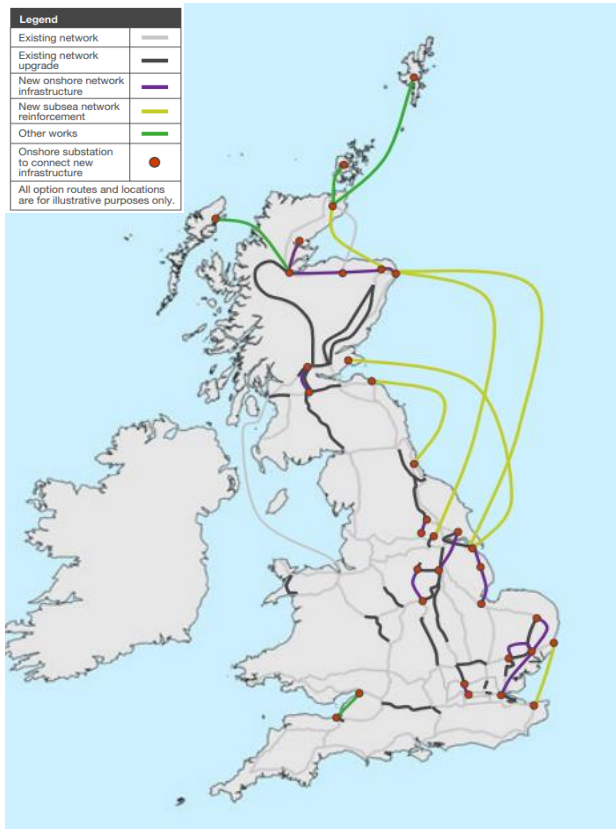 Legend
Existing network
Existing network
upgrade
New onshore network
infrastructure
New subsea network
reinforcement
Other works
Onshore substation
to connect new
infrastructure
All option routes and locations
are for illustrative purposes only.